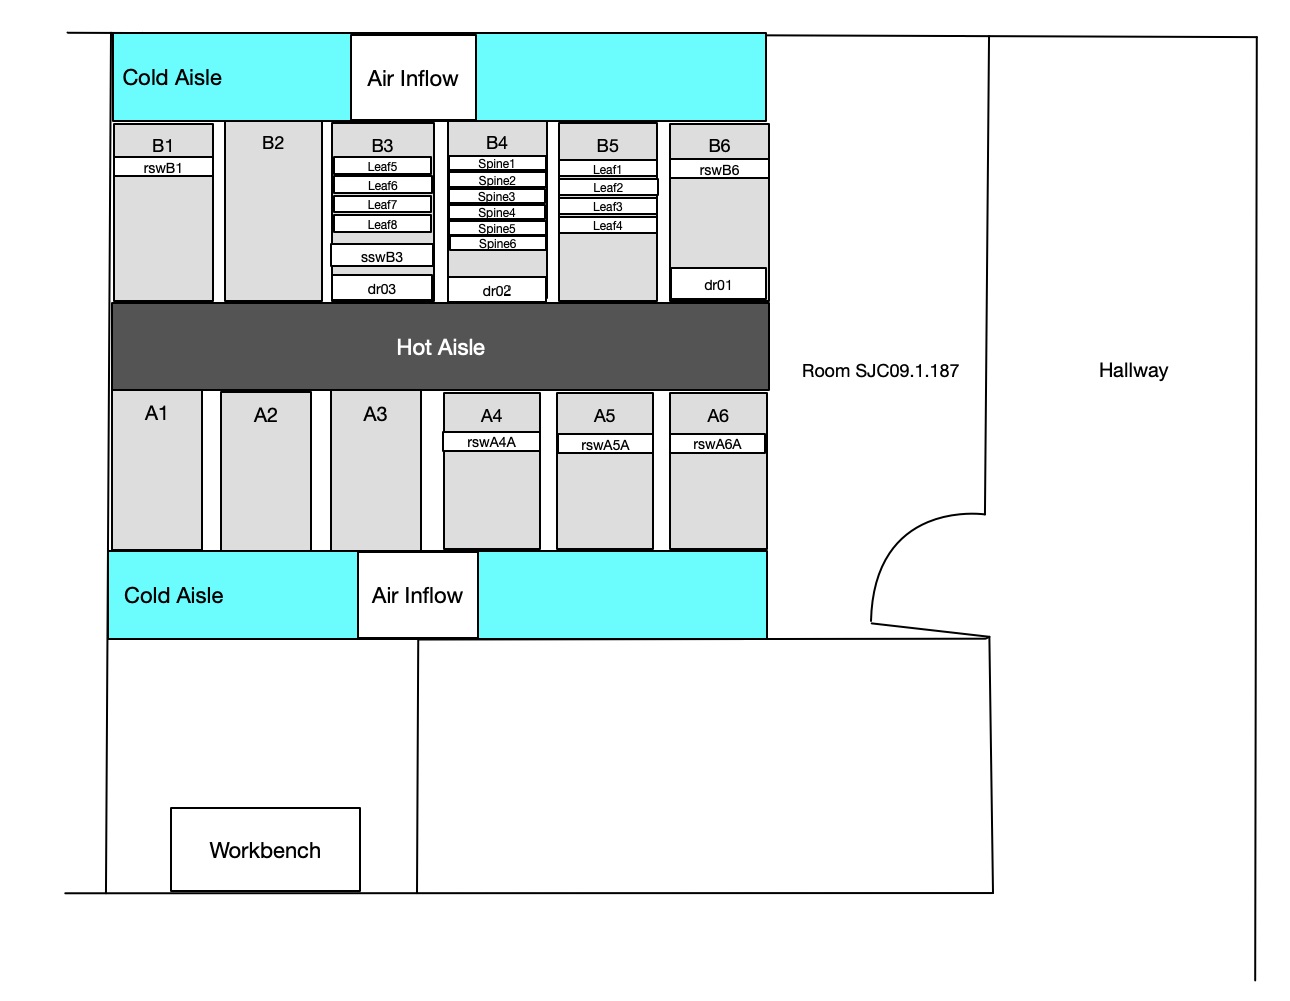 Cold Aisle
Air Inflow
B1
rswB1
B2
B3
Leaf5
Leaf6
Leaf7
Leaf8
sswB3
dr03
B4
Spine1
Spine2
Spine3
Spine4
Spine5
Spine6
dr02
B5
Leaf1
Leaf2
Leaf3
Leaf4
B6
rswB6
dr01
Hot Aisle
Room SJC09.1.187
Hallway
A1
A2
A3
A4
rswA4A
A5
rswA5A
A6
rswA6A
Cold Aisle
Air Inflow
Workbench